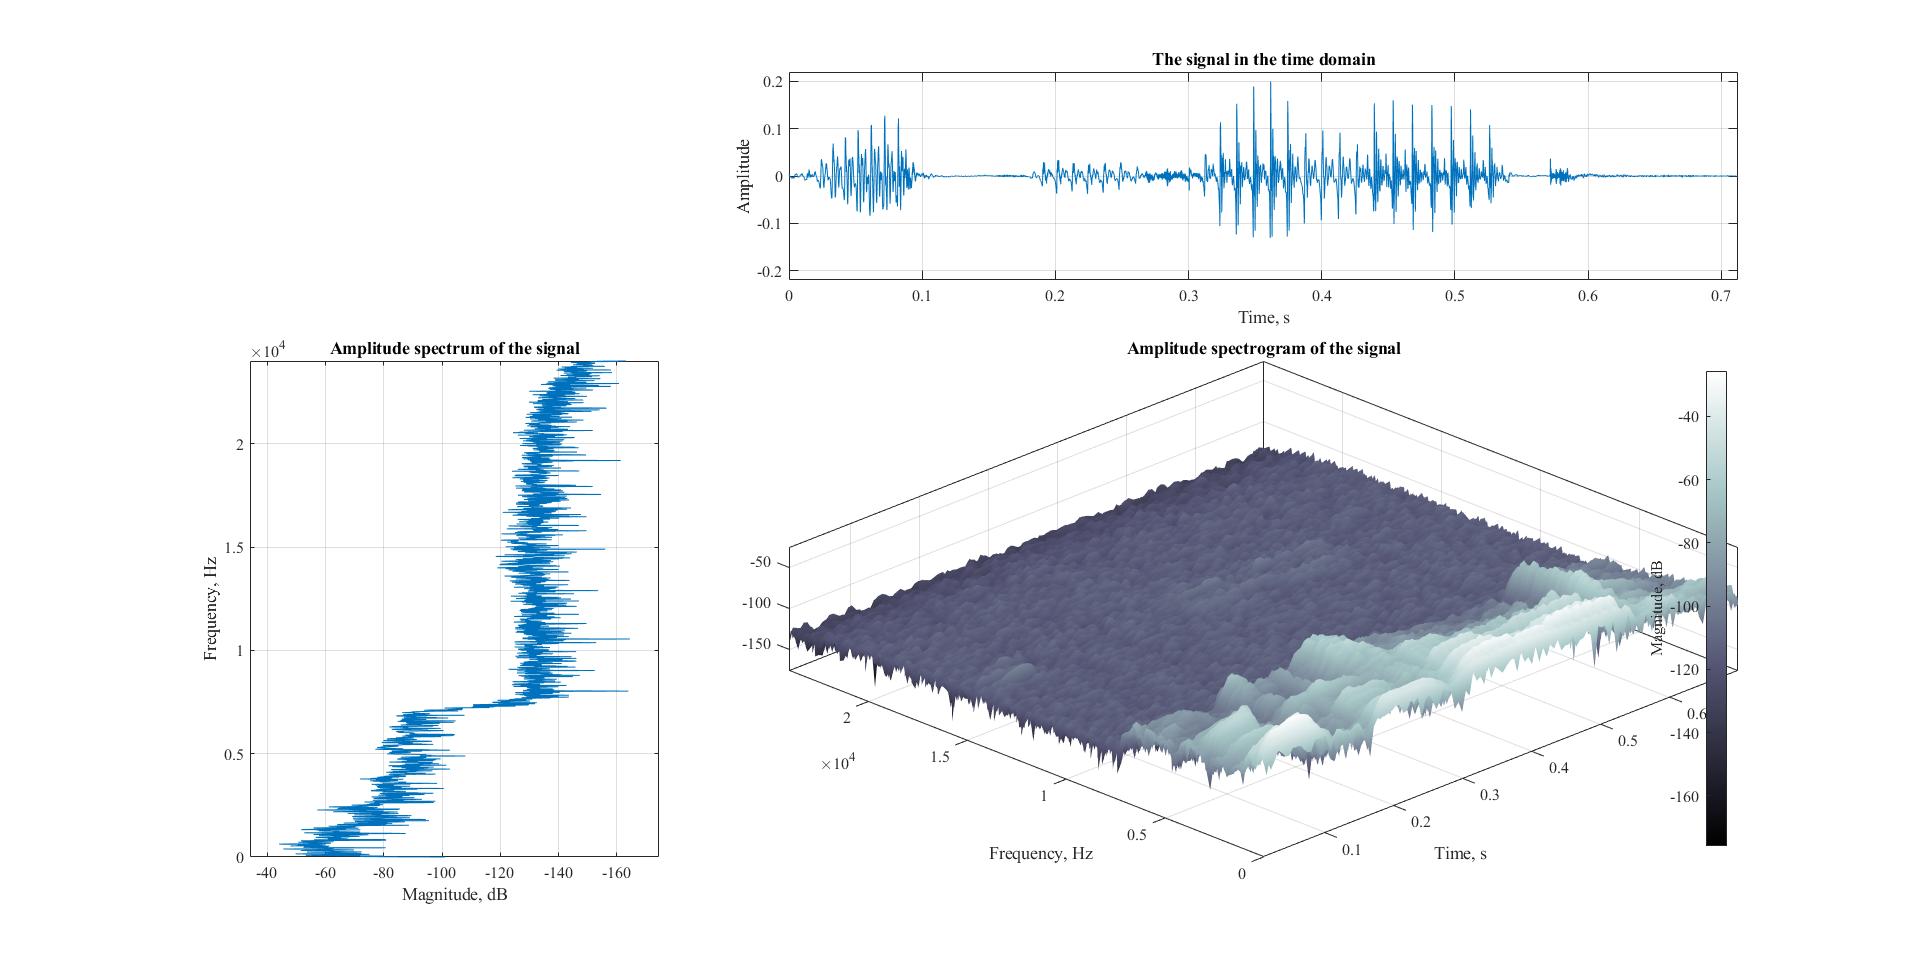 The signal in the time domain
0.2
0.1
0
-0.1
-0.2
Amplitude
0 0.1 0.2 0.3 0.4 0.5 0.6 0.7
Time, s
Amplitude spectrum of the signal
×10^4
2
1.5
1
0.5
0
Frequency, Hz
-40 -60 -80 -100 -120 -140 -160
Magnitude, dB
Amplitude spectrogram of the signal
-50
-100
-150
2
1.5
1
0.5
0
×10^4
Frequency, Hz
0.1
0.2
0.3
0.4
0.5
0.6
Time, s
-40
-60
-80
-100
-120
-140
-160
Magnitude, dB